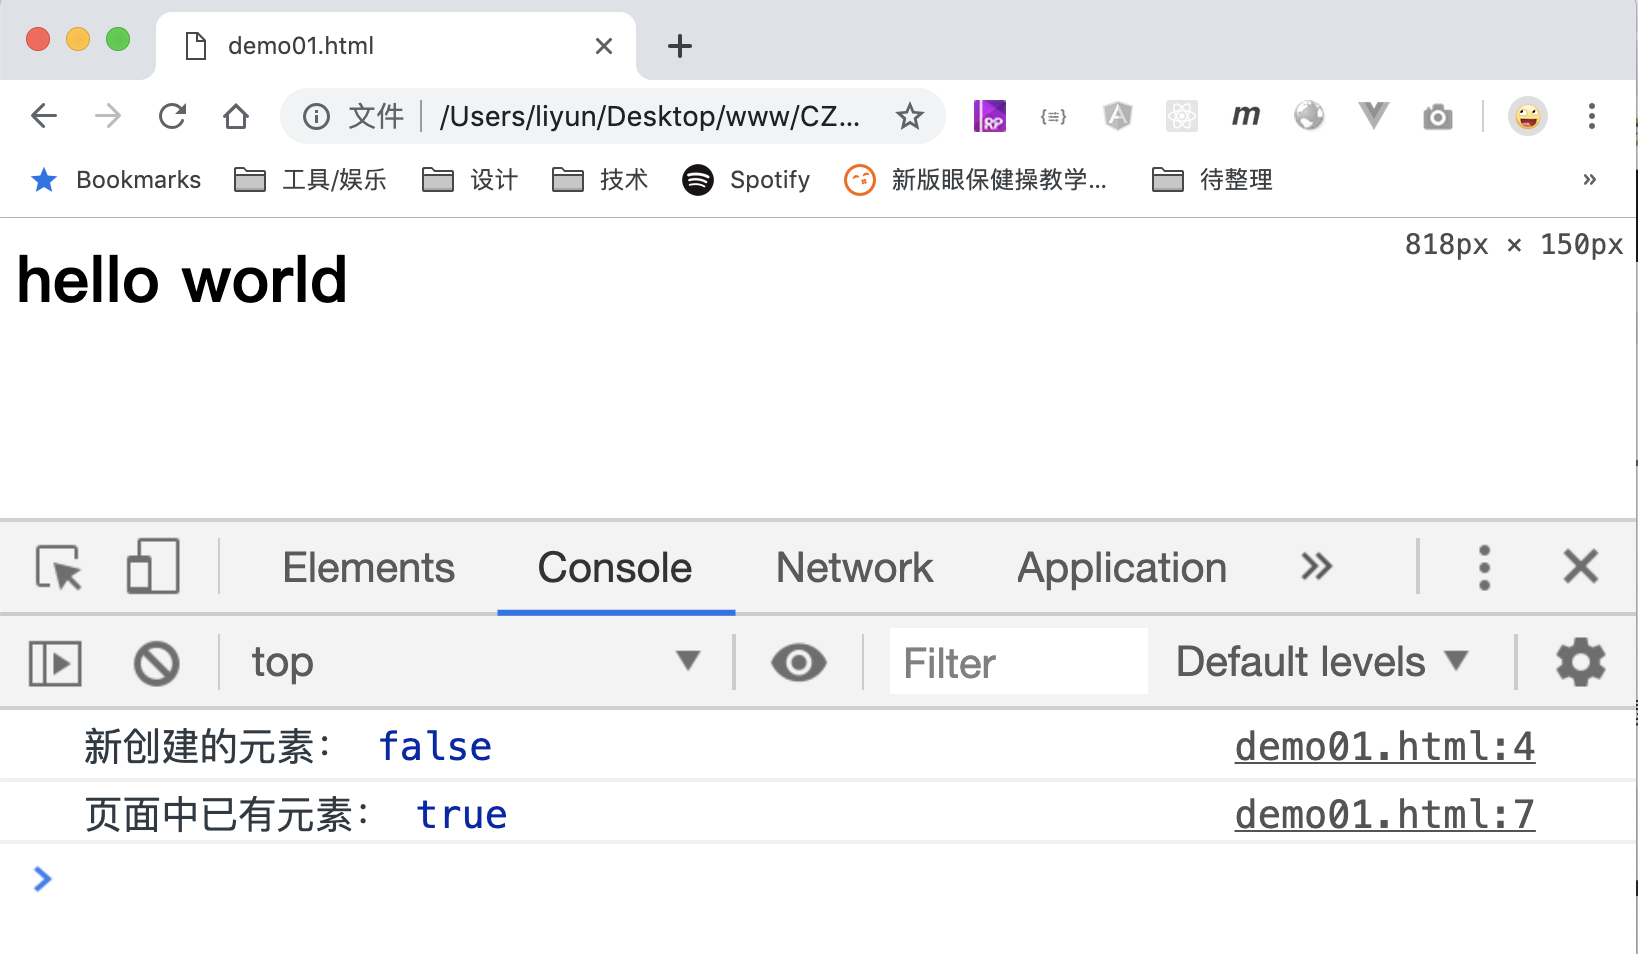 demo01.html
文件 /Users/liyun/Desktop/www/CZ...
RP {≡} A m
Bookmarks 工具/娱乐 设计 技术 Spotify 新版眼保健操教学... 待整理 »
818px × 150px
hello world
Elements Console Network Application »
top Filter Default levels
新创建的元素： false demo01.html:4
页面中已有元素： true demo01.html:7